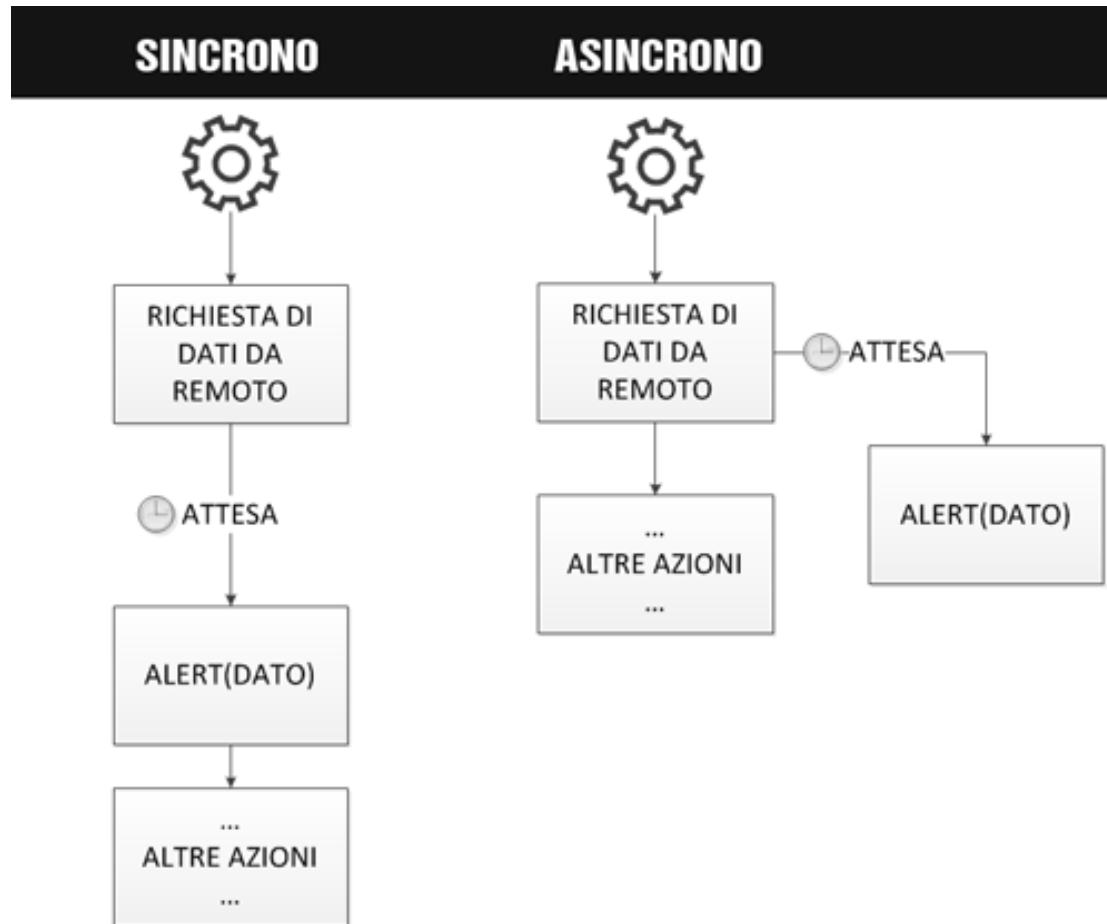 SINCRONO
ASINCRONO
RICHIESTA DI
DATI DA
REMOTO
ATTESA
ALERT(DATO)
...
ALTRE AZIONI
...
RICHIESTA DI
DATI DA
REMOTO
ATTESA
ALERT(DATO)
...
ALTRE AZIONI
...